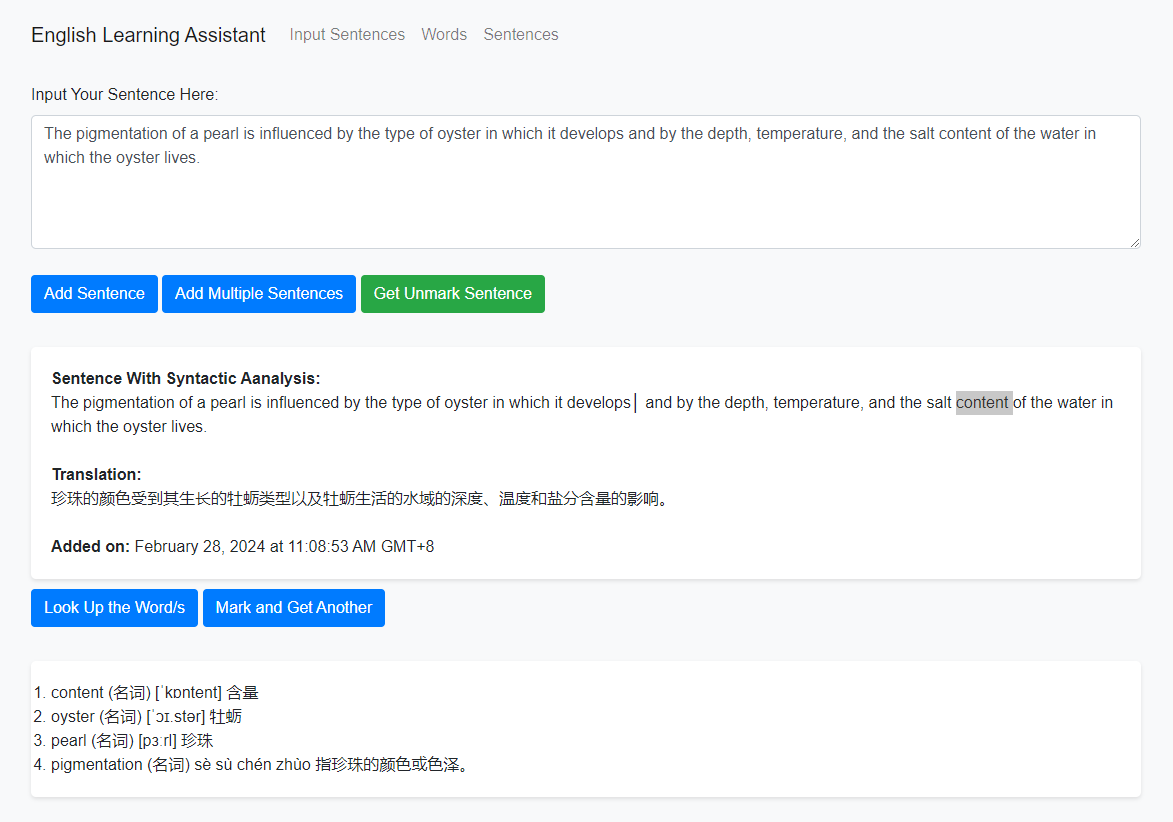 English Learning Assistant Input Sentences Words Sentences
Input Your Sentence Here:
The pigmentation of a pearl is influenced by the type of oyster in which it develops and by the depth, temperature, and the salt content of the water in
which the oyster lives.
Add Sentence Add Multiple Sentences Get Unmark Sentence
Sentence With Syntactic Aanalysis:
The pigmentation of a pearl is influenced by the type of oyster in which it develops| and by the depth, temperature, and the salt content of the water in
which the oyster lives.
Translation:
珍珠的颜色受到其生长的牡蛎类型以及牡蛎生活的水域的深度、温度和盐分含量的影响。
Added on: February 28, 2024 at 11:08:53 AM GMT+8
Look Up the Word/s Mark and Get Another
1. content (名词) [ˈkɒntent] 含量
2. oyster (名词) [ˈɔɪ.stər] 牡蛎
3. pearl (名词) [pɜːrl] 珍珠
4. pigmentation (名词) sè sù chén zhuó 指珍珠的颜色或色泽。